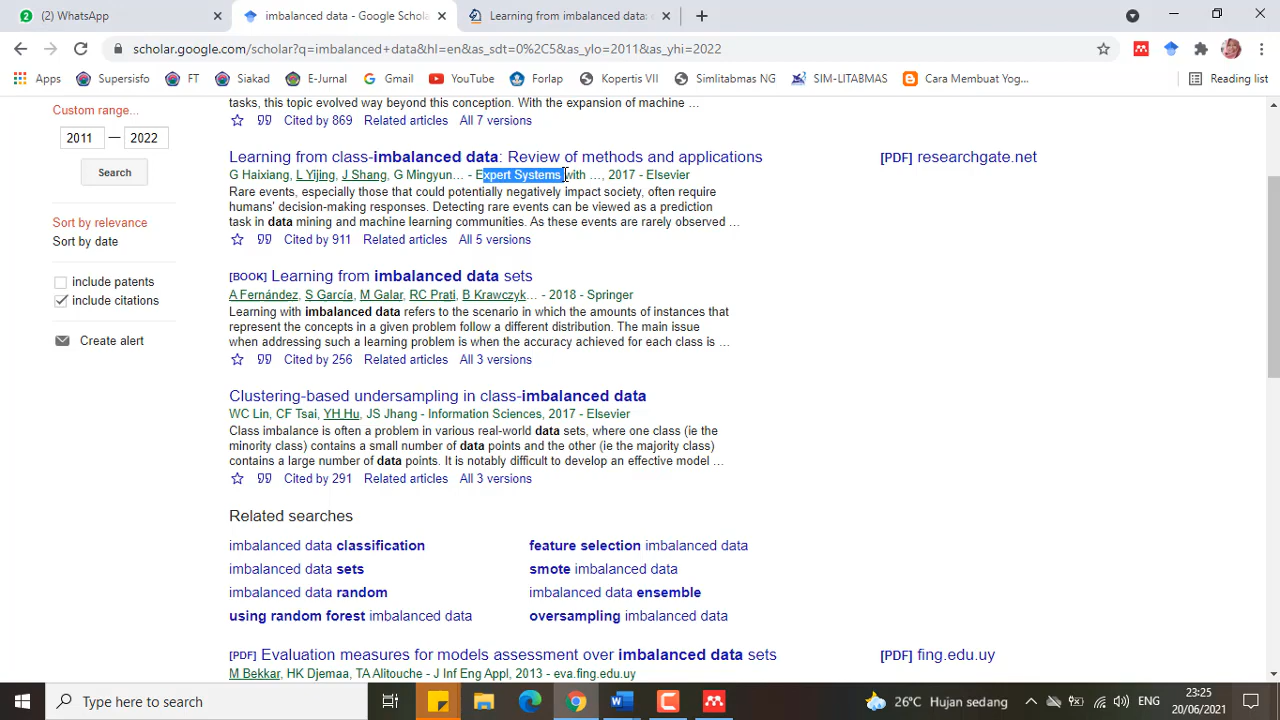 2 (2) WhatsApp × imbalanced data - Google Schola × Learning from imbalanced data: × +
scholar.google.com/scholar?q=imbalanced+data&hl=en&as_sdt=0%2C5&as_ylo=2011&as_yhi=2022
Apps Supersisfo FT Siakad E-Jurnal Gmail YouTube Forlap Kopertis VII Simlitabmas NG SIM-LITABMAS Cara Membuat Yog... Reading list
Custom range...
2011 — 2022
Search
Sort by relevance
Sort by date
include patents
include citations
Create alert
tasks, this topic evolved way beyond this conception. With the expansion of machine ...
Cited by 869 Related articles All 7 versions
Learning from class-imbalanced data: Review of methods and applications
G Haixiang, L Yijing, J Shang, G Mingyun... - Expert Systems with ..., 2017 - Elsevier
Rare events, especially those that could potentially negatively impact society, often require
humans' decision-making responses. Detecting rare events can be viewed as a prediction
task in data mining and machine learning communities. As these events are rarely observed ...
Cited by 911 Related articles All 5 versions
[PDF] researchgate.net
[BOOK] Learning from imbalanced data sets
A Fernández, S García, M Galar, RC Prati, B Krawczyk... - 2018 - Springer
Learning with imbalanced data refers to the scenario in which the amounts of instances that
represent the concepts in a given problem follow a different distribution. The main issue
when addressing such a learning problem is when the accuracy achieved for each class is ...
Cited by 256 Related articles All 3 versions
Clustering-based undersampling in class-imbalanced data
WC Lin, CF Tsai, YH Hu, JS Jhang - Information Sciences, 2017 - Elsevier
Class imbalance is often a problem in various real-world data sets, where one class (ie the
minority class) contains a small number of data points and the other (ie the majority class)
contains a large number of data points. It is notably difficult to develop an effective model ...
Cited by 291 Related articles All 3 versions
Related searches
imbalanced data classification feature selection imbalanced data
imbalanced data sets smote imbalanced data
imbalanced data random imbalanced data ensemble
using random forest imbalanced data oversampling imbalanced data
[PDF] Evaluation measures for models assessment over imbalanced data sets
M Bekkar, HK Djemaa, TA Alitouche - J Inf Eng Appl, 2013 - eva.fing.edu.uy
[PDF] fing.edu.uy
Type here to search
26°C Hujan sedang
ENG
23:25
20/06/2021